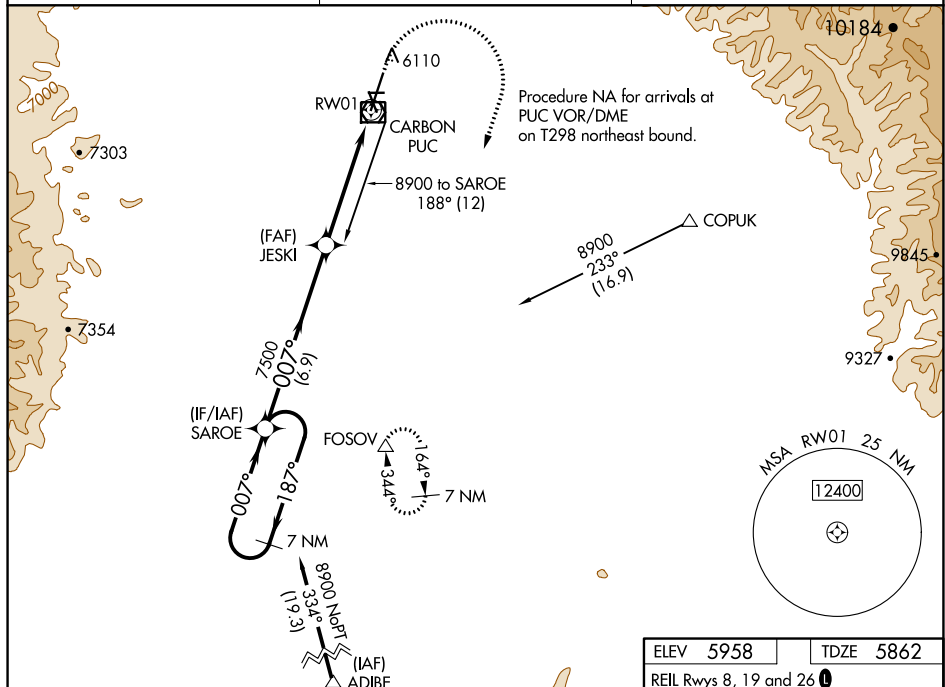 10184
6110
RW01
7000
CARBON
PUC
Procedure NA for arrivals at
PUC VOR/DME
on T298 northeast bound.
7303
8900 to SAROE
188° (12)
COPUK
(FAF)
JESKI
8900
233°
(16.9)
9845
7354
9327
7500
007°
(6.9)
(IF/IAF)
SAROE
FOSOV
164°
344°
7 NM
007°
187°
7 NM
MSA RW01 25 NM
12400
8900 NoPT
334°
(19.3)
(IAF)
ADIBE
ELEV 5958
TDZE 5862
REIL Rwys 8, 19 and 26 L